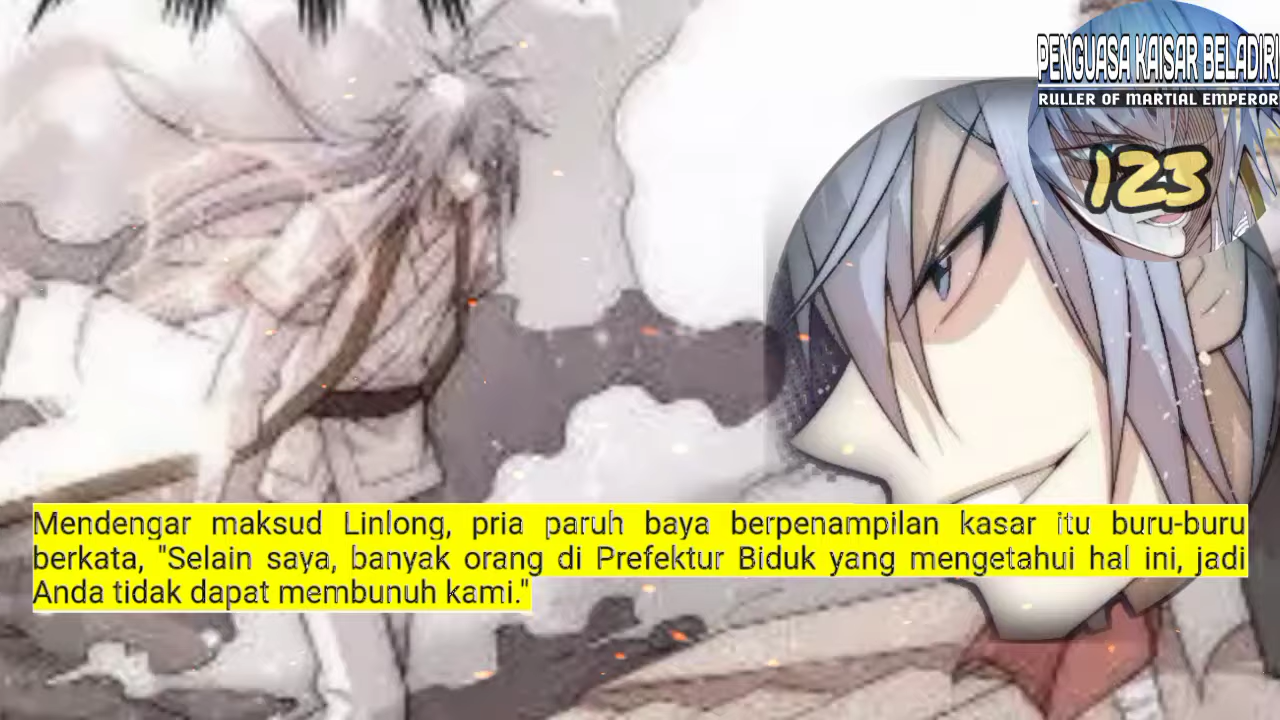 PENGUASA KAISAR BELADIRI
RULLER OF MARTIAL EMPEROR
123
Mendengar maksud Linlong, pria paruh baya berpenampilan kasar itu buru-buru
berkata, "Selain saya, banyak orang di Prefektur Biduk yang mengetahui hal ini, jadi
Anda tidak dapat membunuh kami."